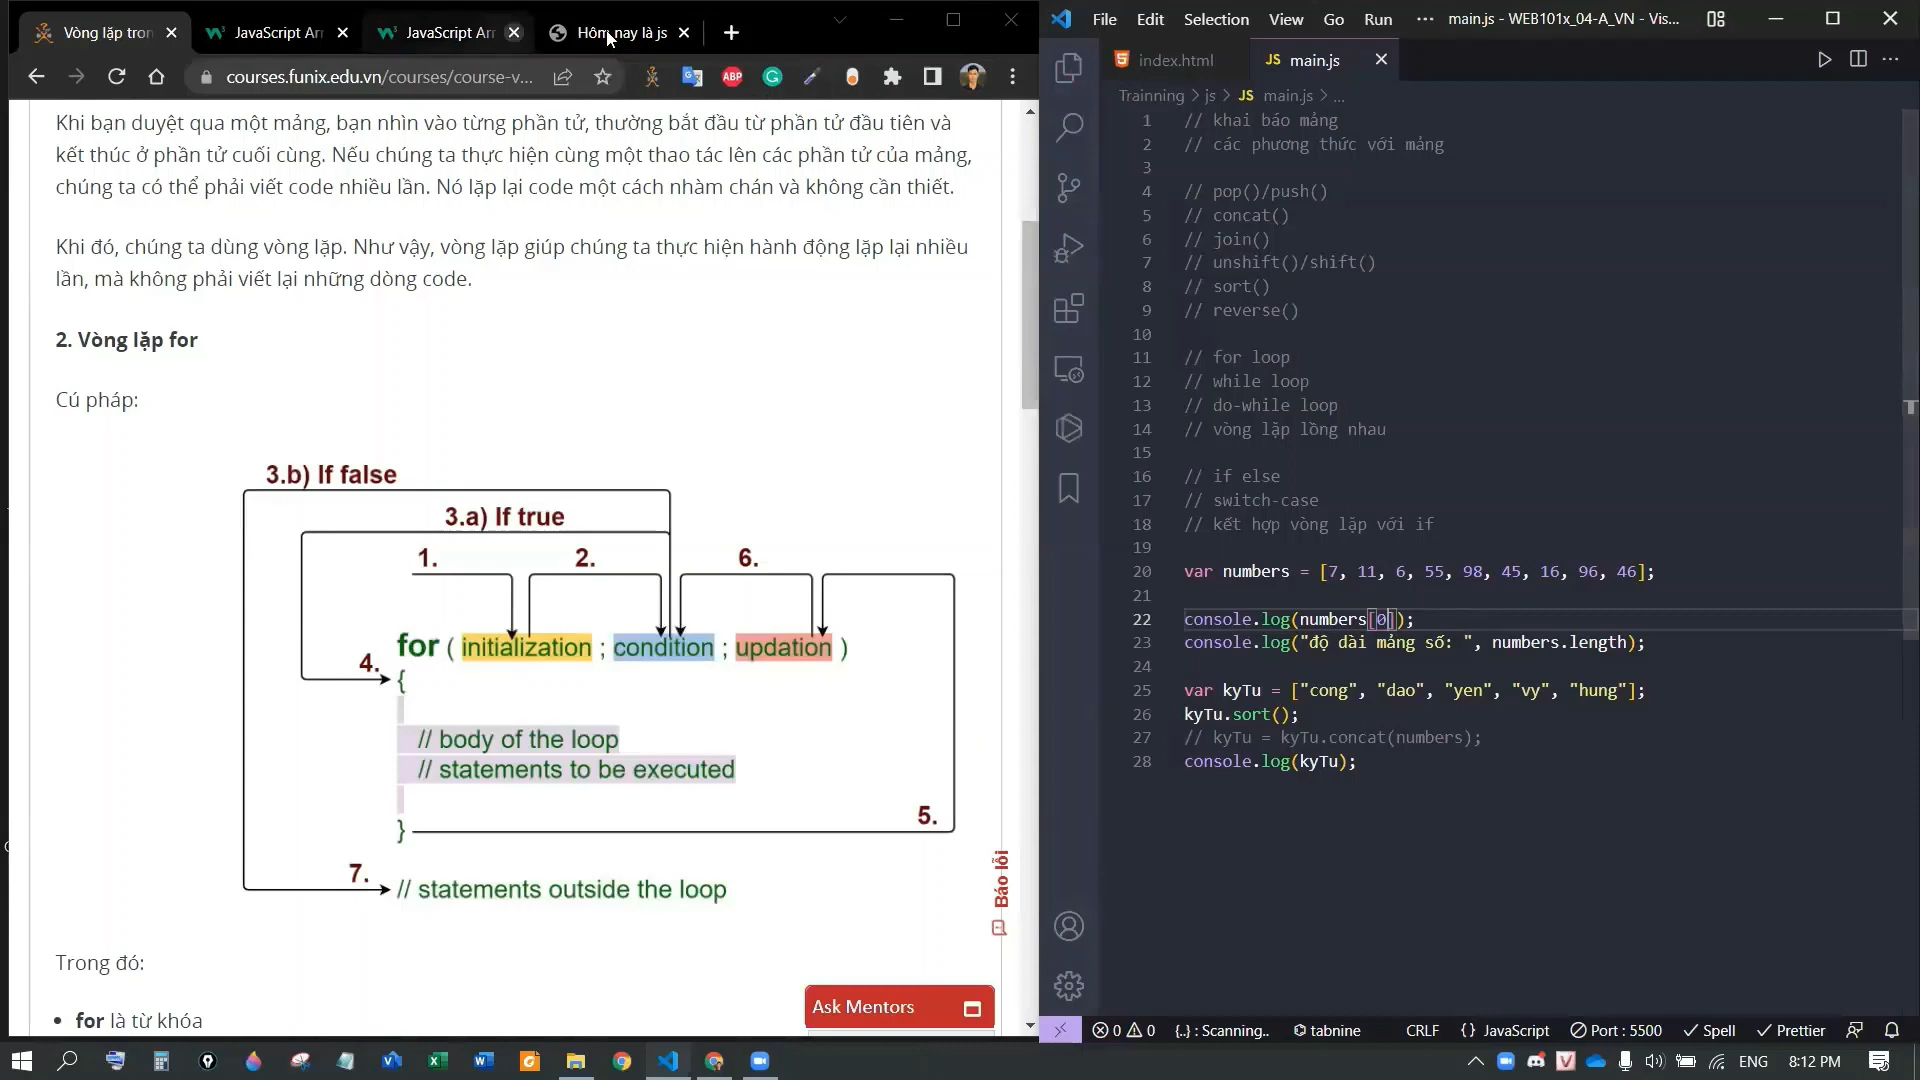 Vòng lặp tron
JavaScript Arr
JavaScript Arr
Hôm nay là js
courses.funix.edu.vn/courses/course-v...
ABP
Khi bạn duyệt qua một mảng, bạn nhìn vào từng phần tử, thường bắt đầu từ phần tử đầu tiên và
kết thúc ở phần tử cuối cùng. Nếu chúng ta thực hiện cùng một thao tác lên các phần tử của mảng,
chúng ta có thể phải viết code nhiều lần. Nó lặp lại code một cách nhàm chán và không cần thiết.
Khi đó, chúng ta dùng vòng lặp. Như vậy, vòng lặp giúp chúng ta thực hiện hành động lặp lại nhiều
lần, mà không phải viết lại những dòng code.
2. Vòng lặp for
Cú pháp:
3.b) If false
3.a) If true
1. 2. 6.
for ( initialization ; condition ; updation )
4.
{
// body of the loop
// statements to be executed
5.
}
7.
// statements outside the loop
Báo lỗi
Trong đó:
• for là từ khóa
Ask Mentors
File Edit Selection View Go Run ··· main.js - WEB101x_04-A_VN - Vis...
index.html
JS main.js
Trainning > js > JS main.js > ...
1 // khai báo mảng
2 // các phương thức với mảng
3
4 // pop()/push()
5 // concat()
6 // join()
7 // unshift()/shift()
8 // sort()
9 // reverse()
10
11 // for loop
12 // while loop
13 // do-while loop
14 // vòng lặp lồng nhau
15
16 // if else
17 // switch-case
18 // kết hợp vòng lặp với if
19
20 var numbers = [7, 11, 6, 55, 98, 45, 16, 96, 46];
21
22 console.log(numbers[0]);
23 console.log("độ dài mảng số: ", numbers.length);
24
25 var kyTu = ["cong", "dao", "yen", "vy", "hung"];
26 kyTu.sort();
27 // kyTu = kyTu.concat(numbers);
28 console.log(kyTu);
0 0 {..} : Scanning.. tabnine CRLF {} JavaScript Port : 5500 Spell Prettier
ENG 8:12 PM